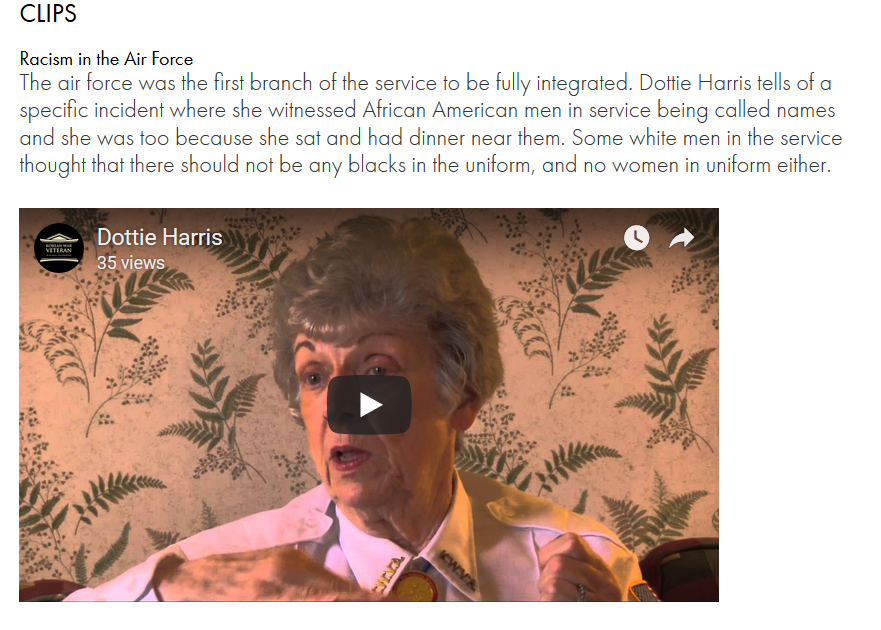 CLIPS
Racism in the Air Force
The air force was the first branch of the service to be fully integrated. Dottie Harris tells of a
specific incident where she witnessed African American men in service being called names
and she was too because she sat and had dinner near them. Some white men in the service
thought that there should not be any blacks in the uniform, and no women in uniform either.
Dottie Harris
35 views
KOREAN WAR
VETERAN